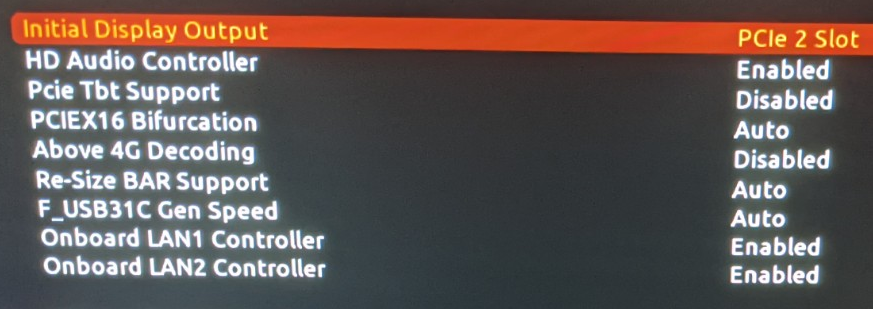 Initial Display Output PCIe 2 Slot
HD Audio Controller Enabled
Pcie Tbt Support Disabled
PCIEX16 Bifurcation Auto
Above 4G Decoding Disabled
Re-Size BAR Support Auto
F_USB31C Gen Speed Auto
Onboard LAN1 Controller Enabled
Onboard LAN2 Controller Enabled